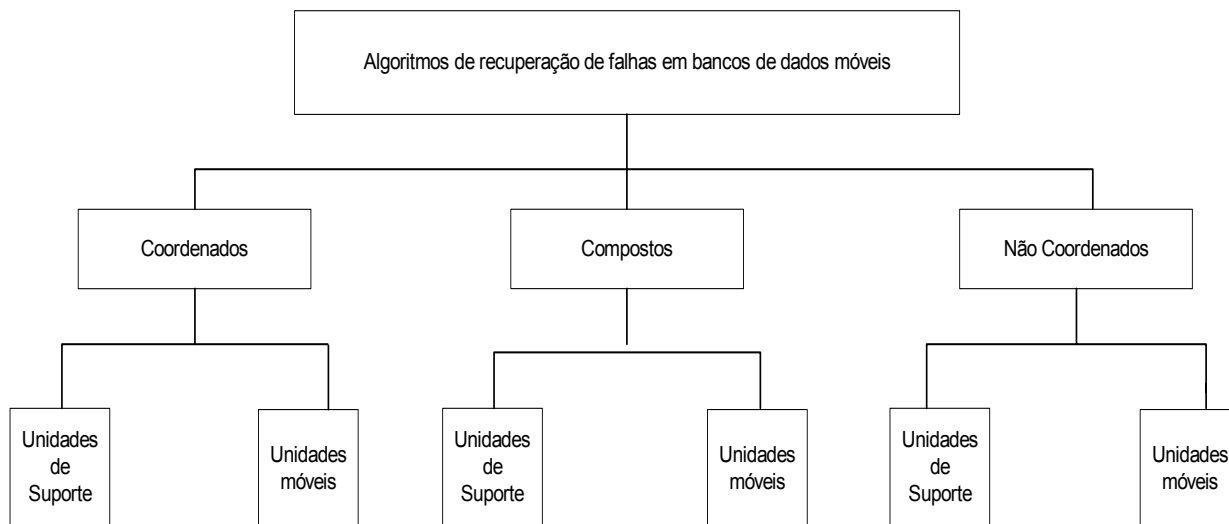 Algoritmos de recuperação de falhas em bancos de dados móveis
Coordenados
Compostos
Não Coordenados
Unidades
de
Suporte
Unidades
móveis
Unidades
de
Suporte
Unidades
móveis
Unidades
de
Suporte
Unidades
móveis